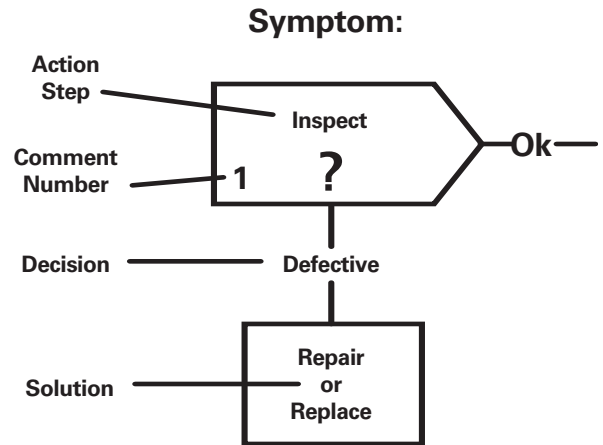 Symptom:
Action
Step
Inspect
Ok
Comment
Number
1
?
Decision
Defective
Solution
Repair
or
Replace